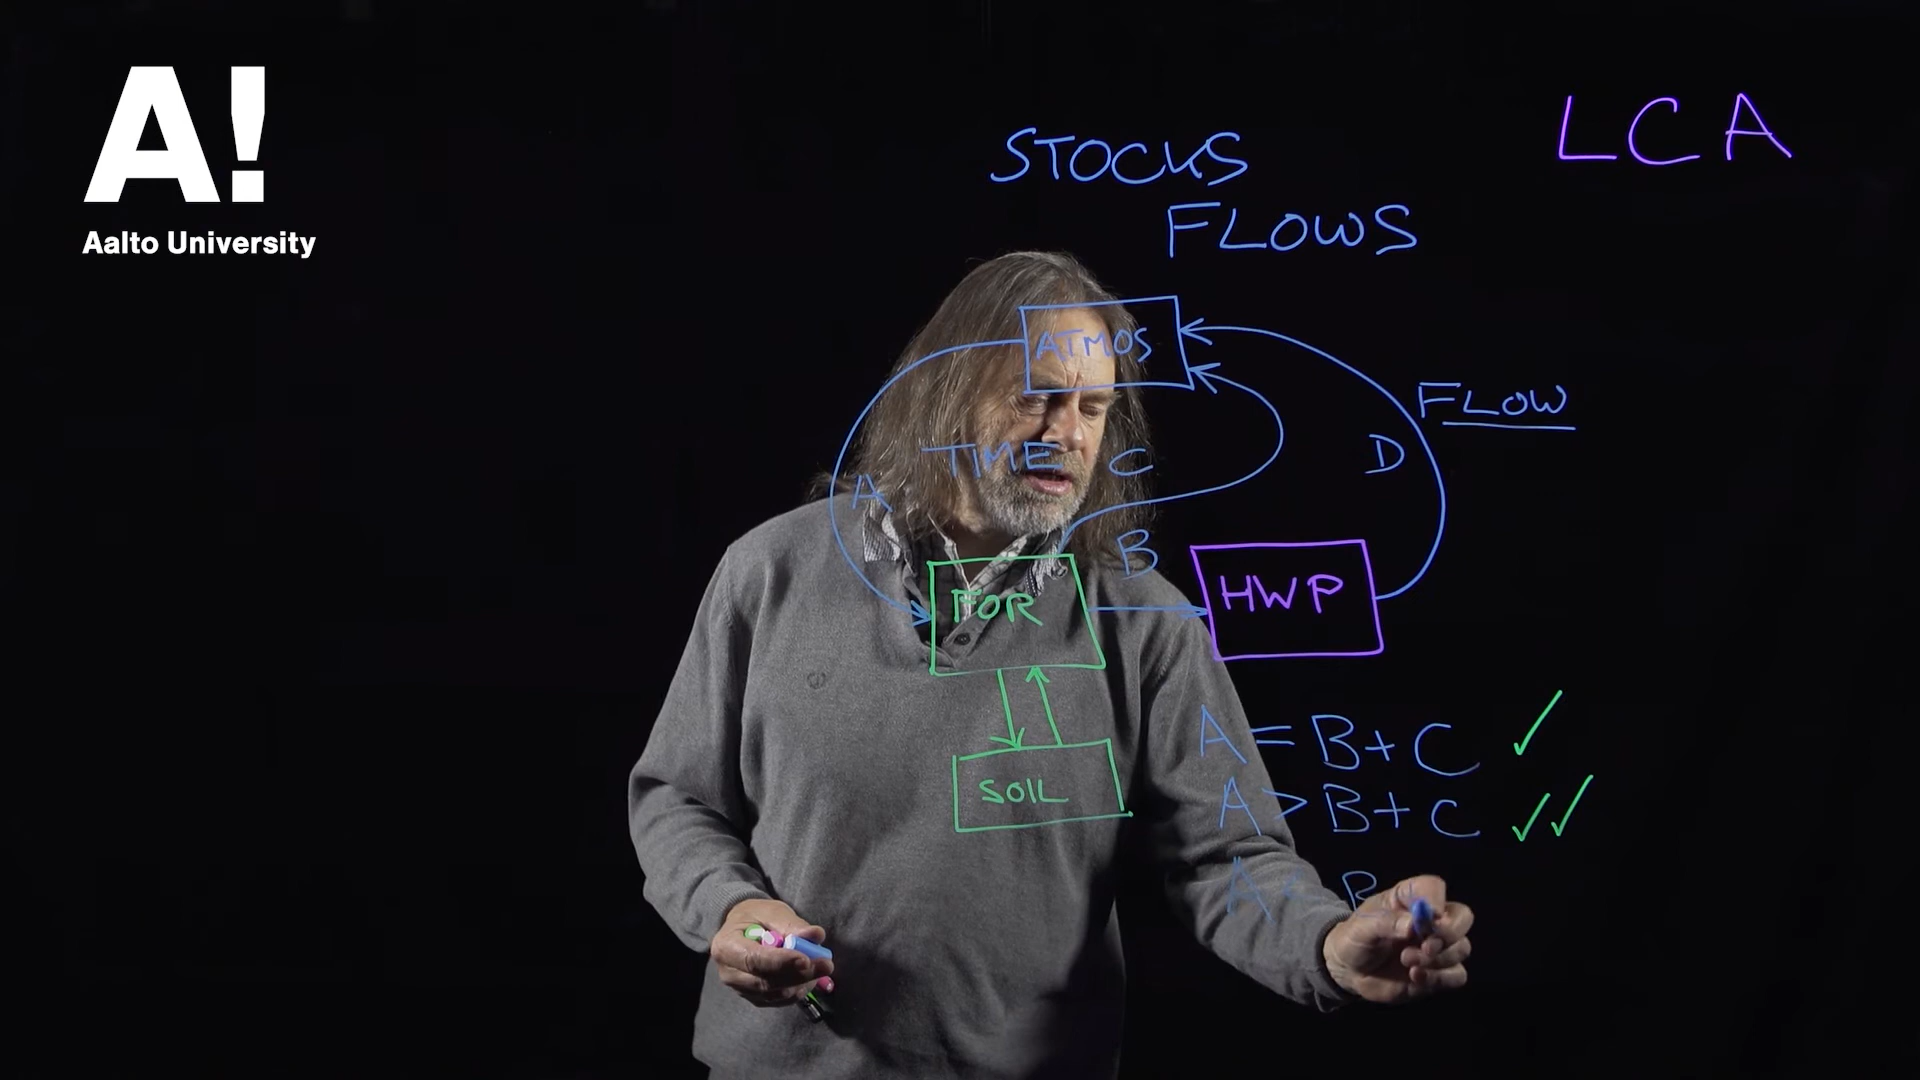 A!
Aalto University
LCA
STOCKS
FLOWS
ATMOS
FLOW
TIME
C
D
A
B
FOR
HWP
A = B + C ✓
SOIL
A > B + C ✓✓
A < B +